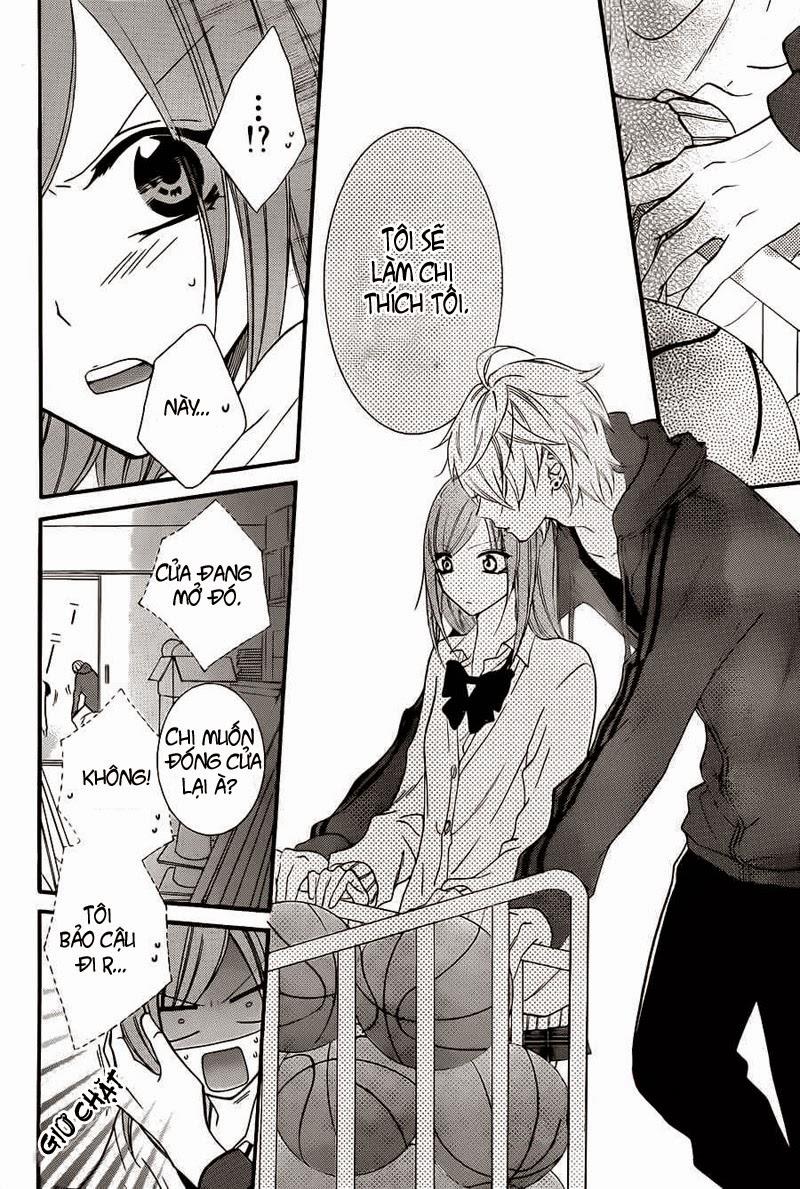 TÔI SẼ
LÀM CHỊ
THÍCH TÔI.
...
!?
NÀY...
CỬA ĐANG
MỞ ĐÓ.
CHỊ MUỐN
ĐÓNG CỬA
LẠI À?
KHÔNG!
TÔI
BẢO CẬU
ĐI R...
GIỮ CHẶT